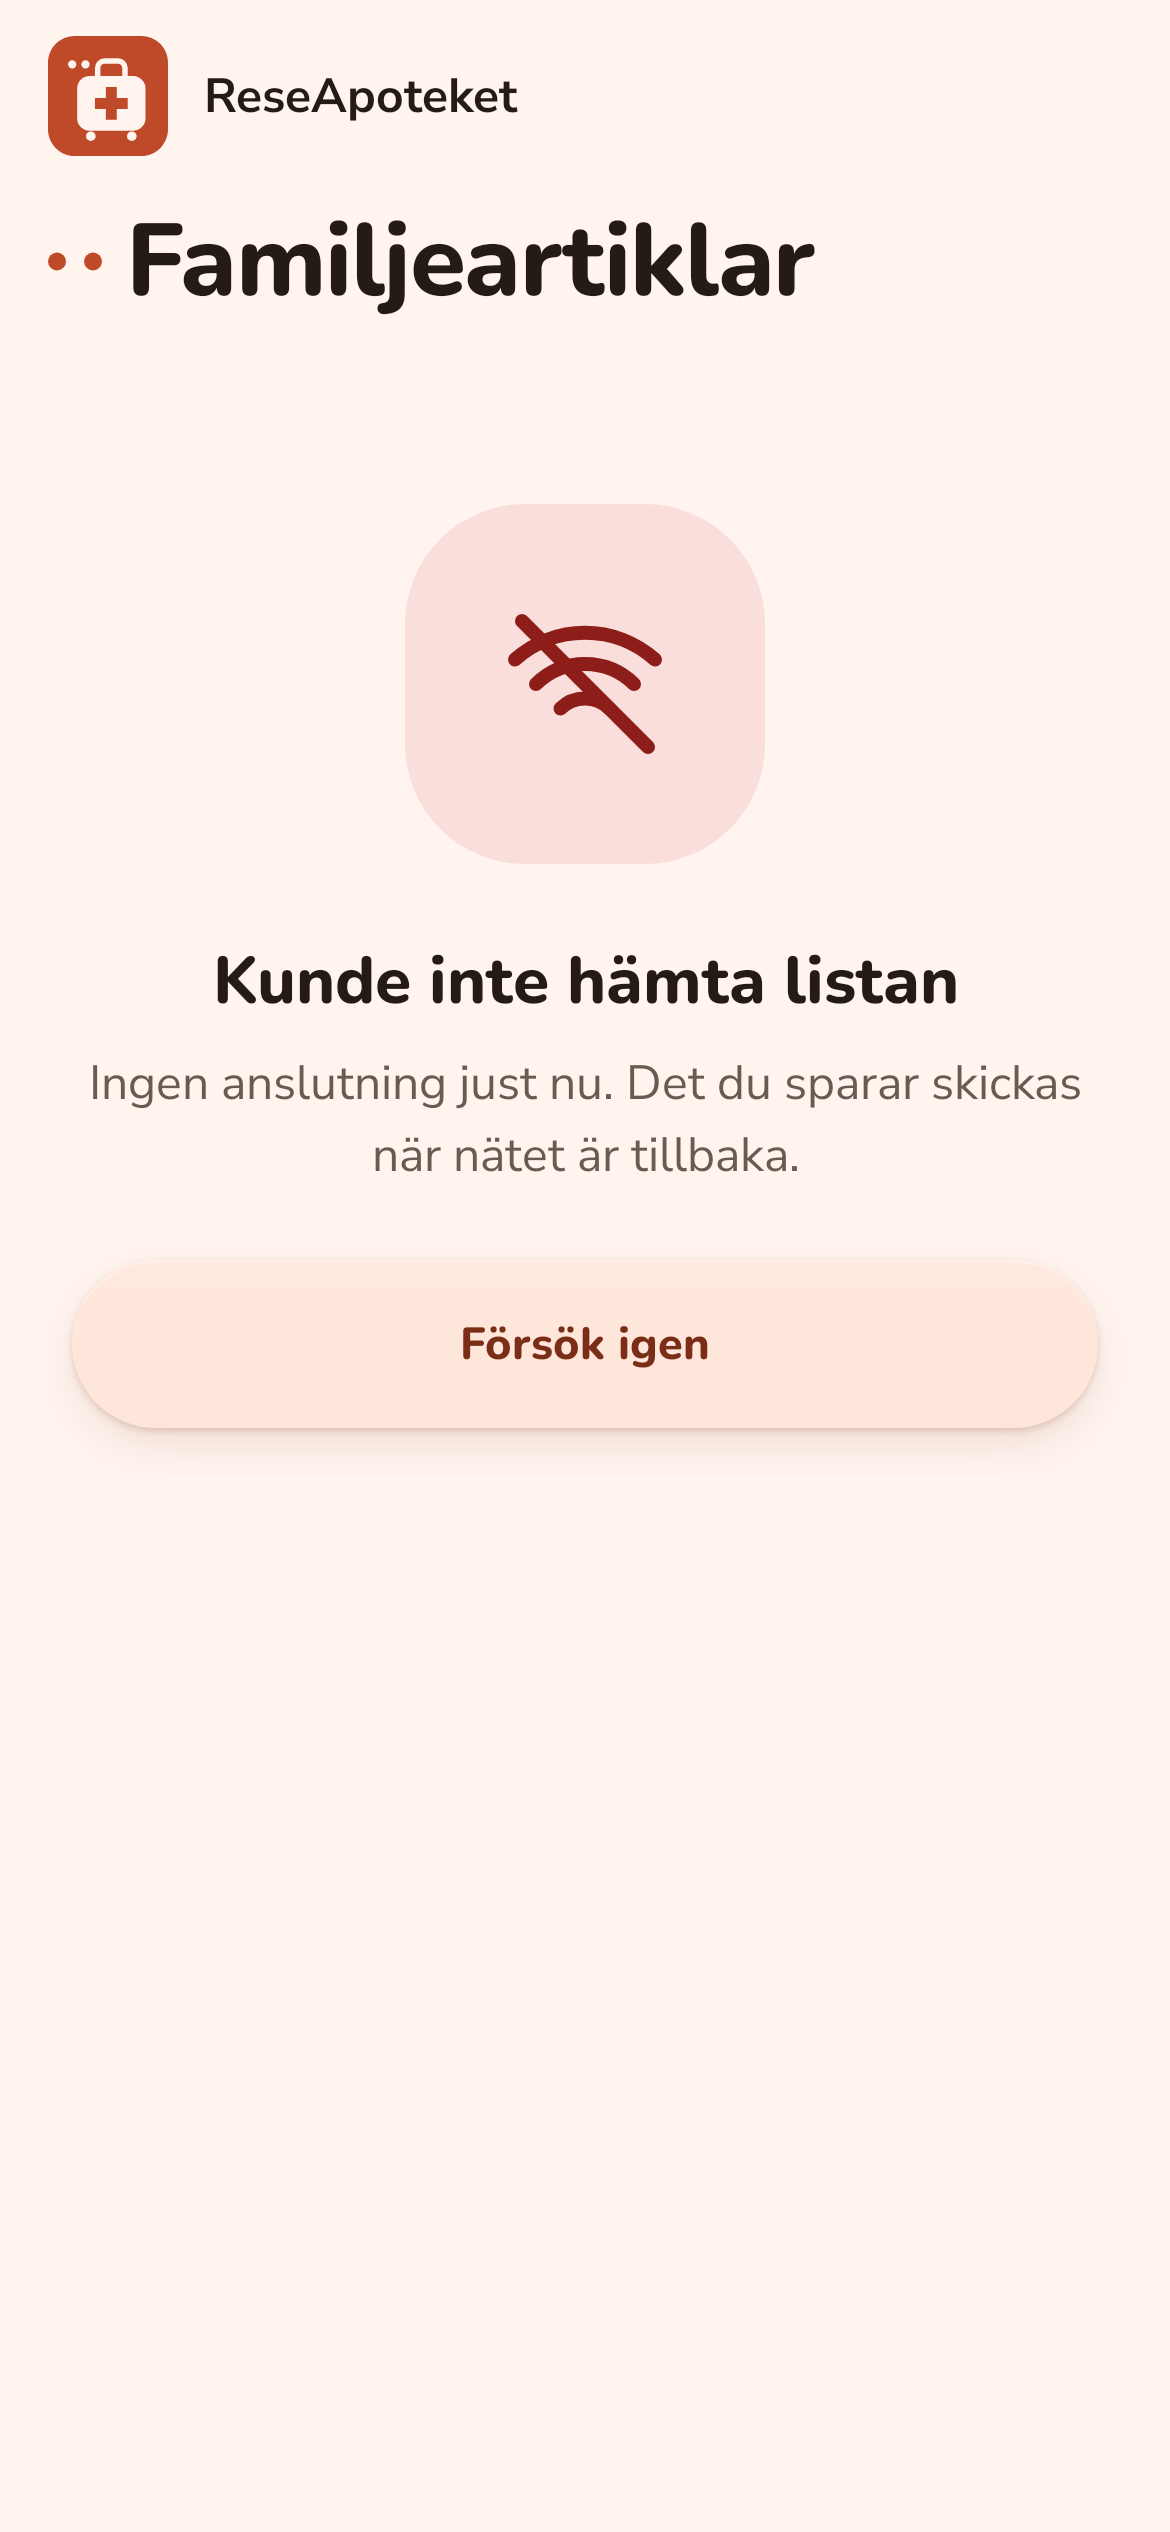 ReseApoteket
Familjeartiklar
Kunde inte hämta listan
Ingen anslutning just nu. Det du sparar skickas
när nätet är tillbaka.
Försök igen